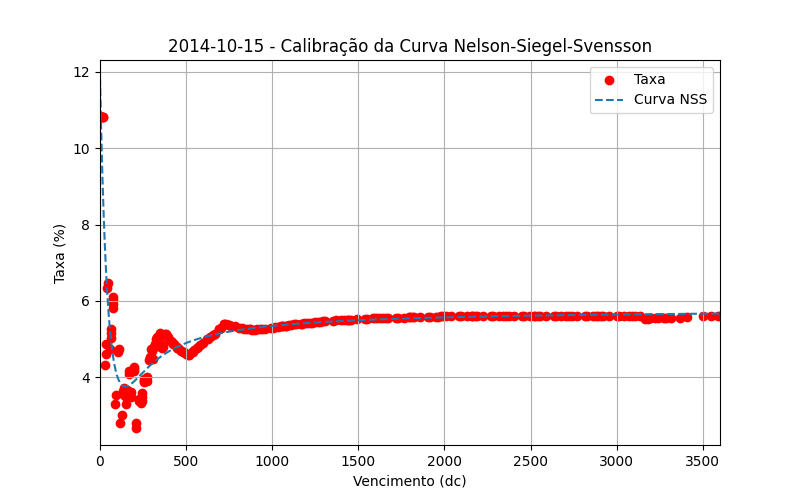 2014-10-15 - Calibração da Curva Nelson-Siegel-Svensson
Taxa
Curva NSS
12
10
8
6
4
Taxa (%)
0 500 1000 1500 2000 2500 3000 3500
Vencimento (dc)